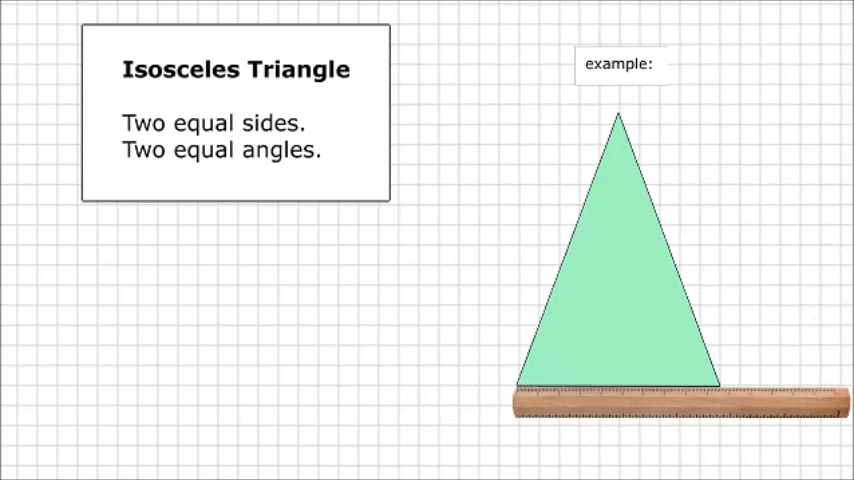 Isosceles Triangle
Two equal sides.
Two equal angles.
example: